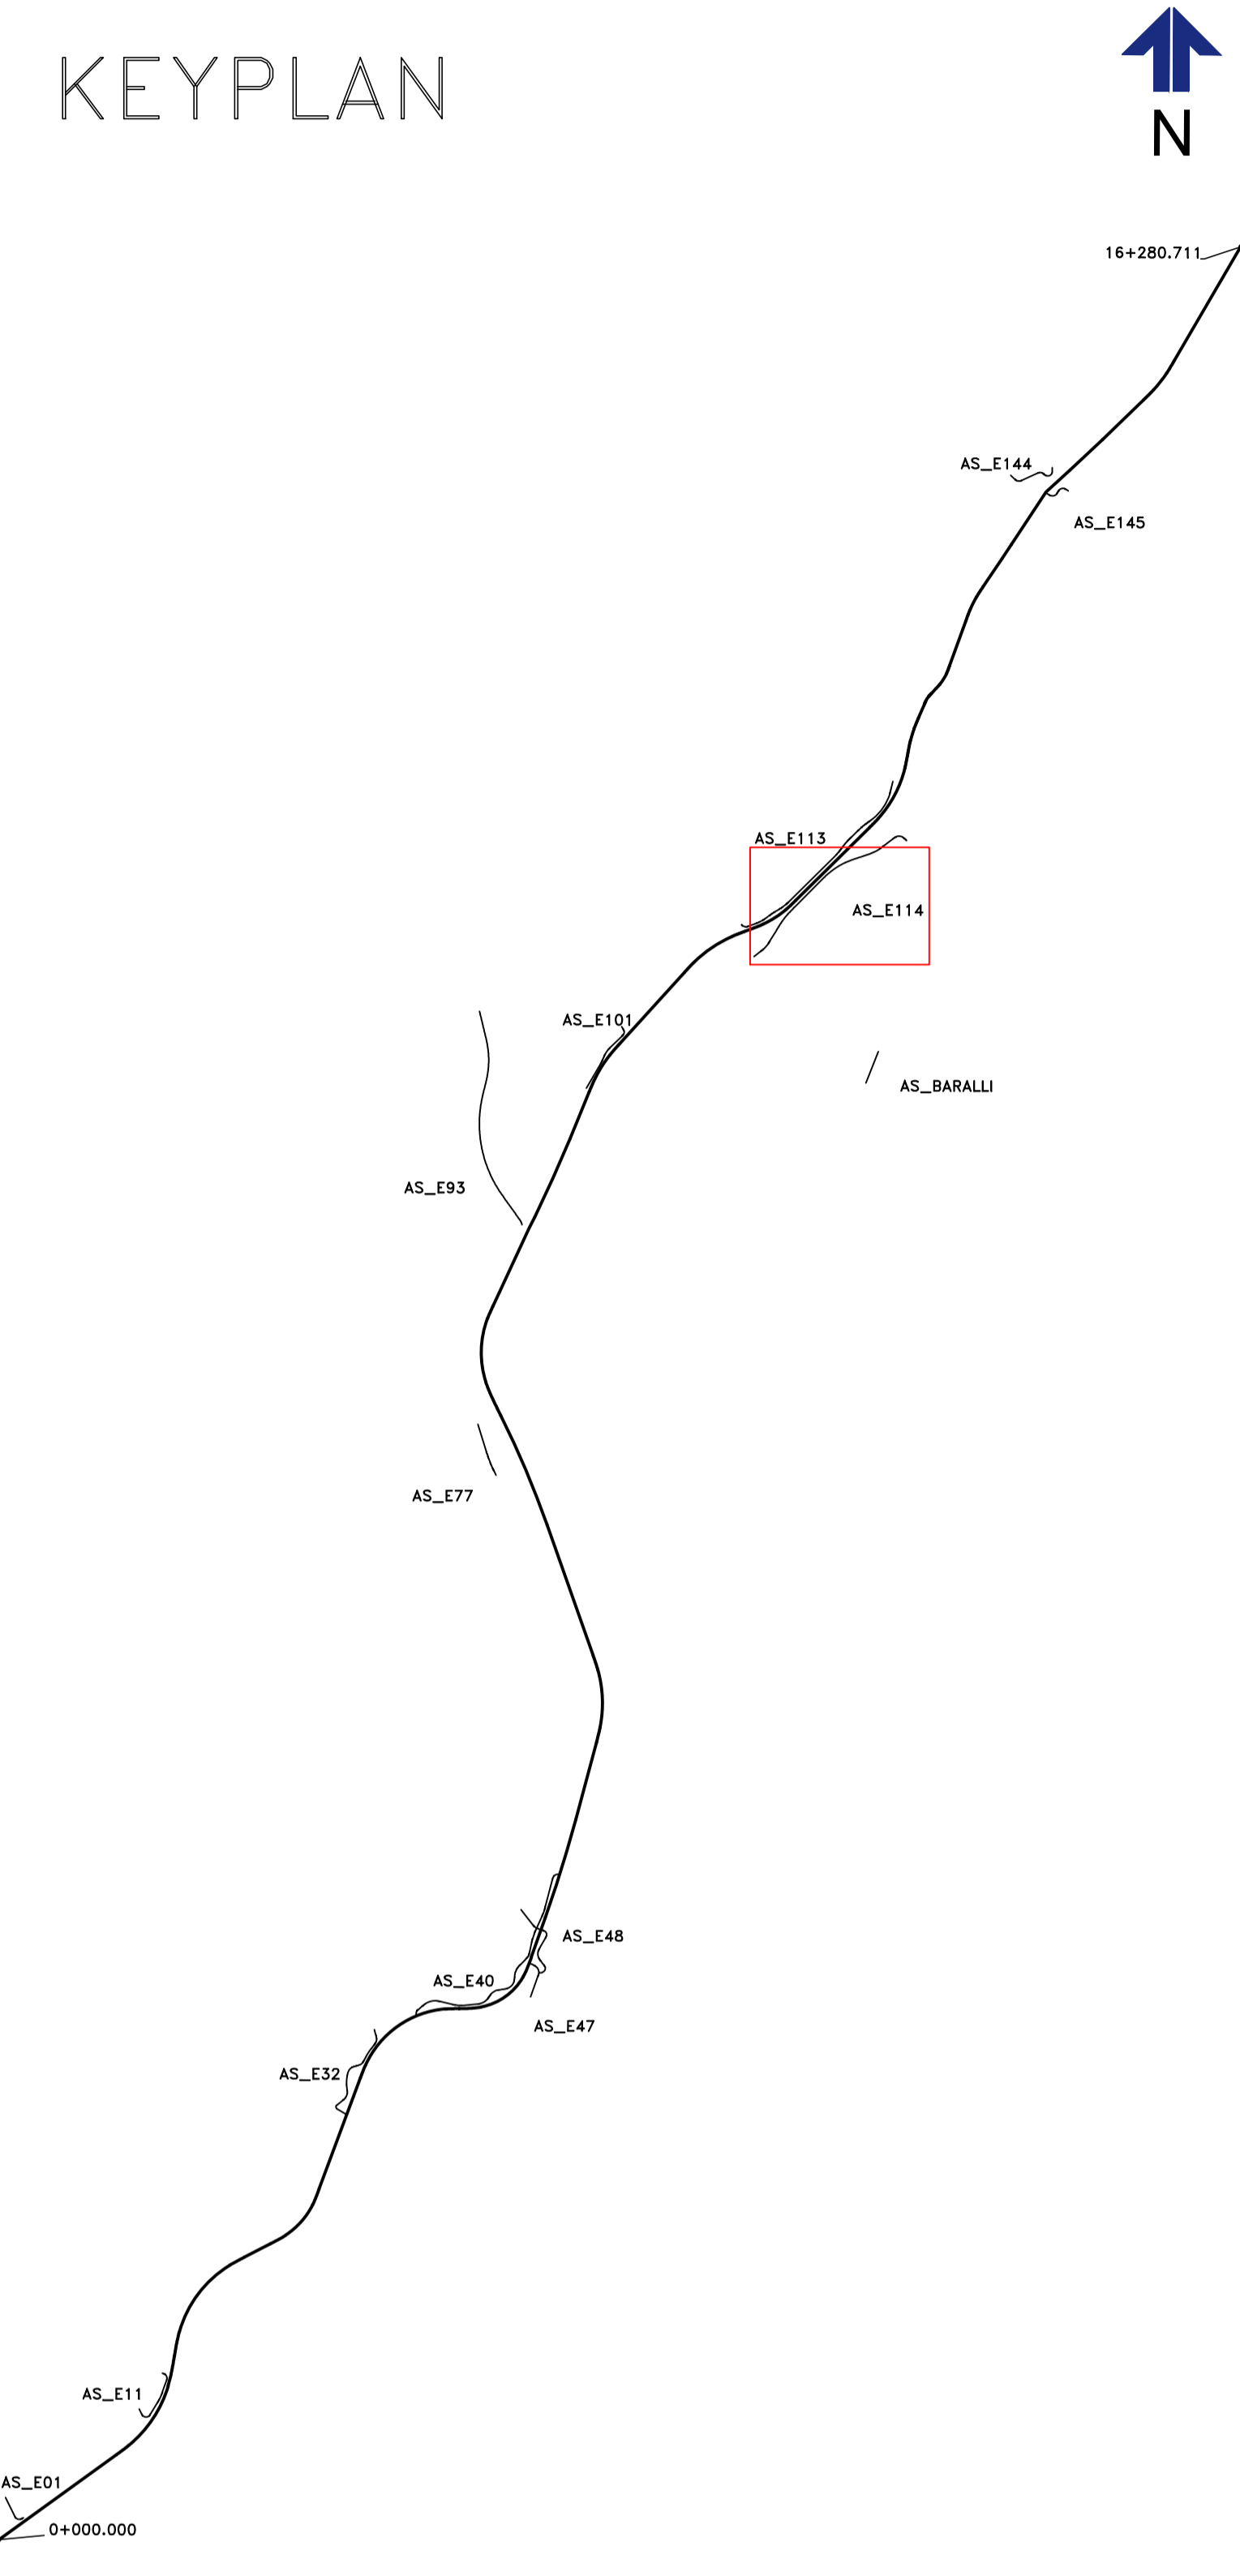 KEYPLAN
N
16+280.711
AS_E144
AS_E145
AS_E113
AS_E114
AS_E101
AS_BARALLI
AS_E93
AS_E77
AS_E48
AS_E40
AS_E47
AS_E32
AS_E11
AS_E01
0+000.000